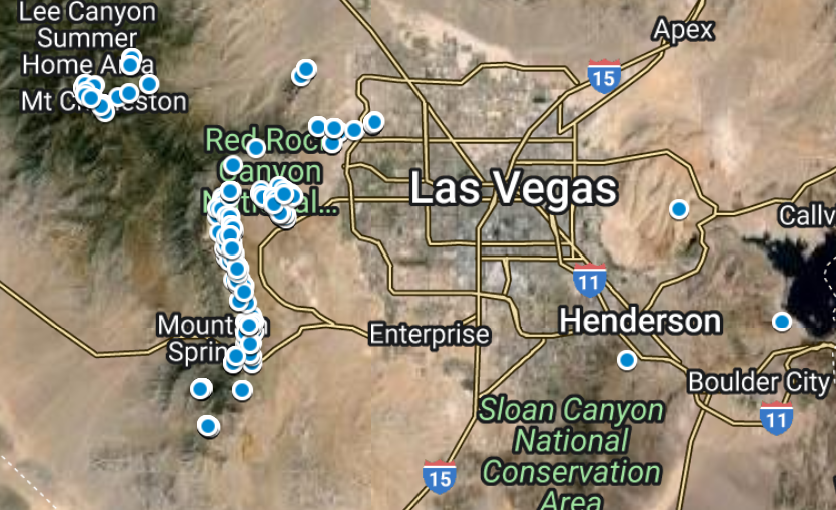 Lee Canyon
Summer
Home Area
Mt Charleston
Apex
15
Red Rock
Canyon
National...
Las Vegas
Callv
11
Mountain
Springs
Enterprise
Henderson
Boulder City
11
Sloan Canyon
National
Conservation
Area
15